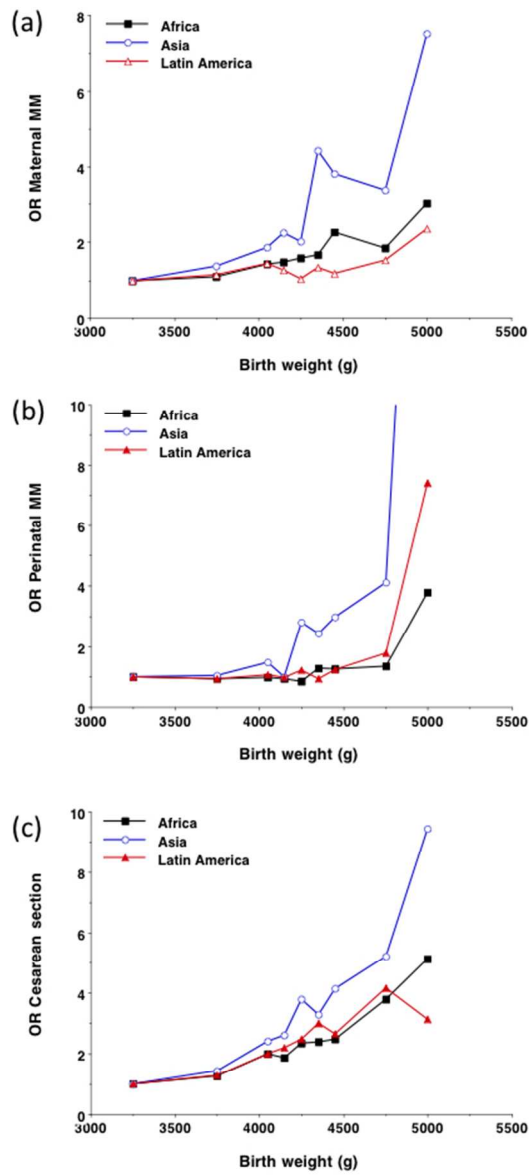 (a)
8
6
4
2
0
Africa
Asia
Latin America
OR Maternal MM
3000 3500 4000 4500 5000 5500
Birth weight (g)
(b)
10
8
6
4
2
0
Africa
Asia
Latin America
OR Perinatal MM
3000 3500 4000 4500 5000 5500
Birth weight (g)
(c)
10
8
6
4
2
0
Africa
Asia
Latin America
OR Cesarean section
3000 3500 4000 4500 5000 5500
Birth weight (g)